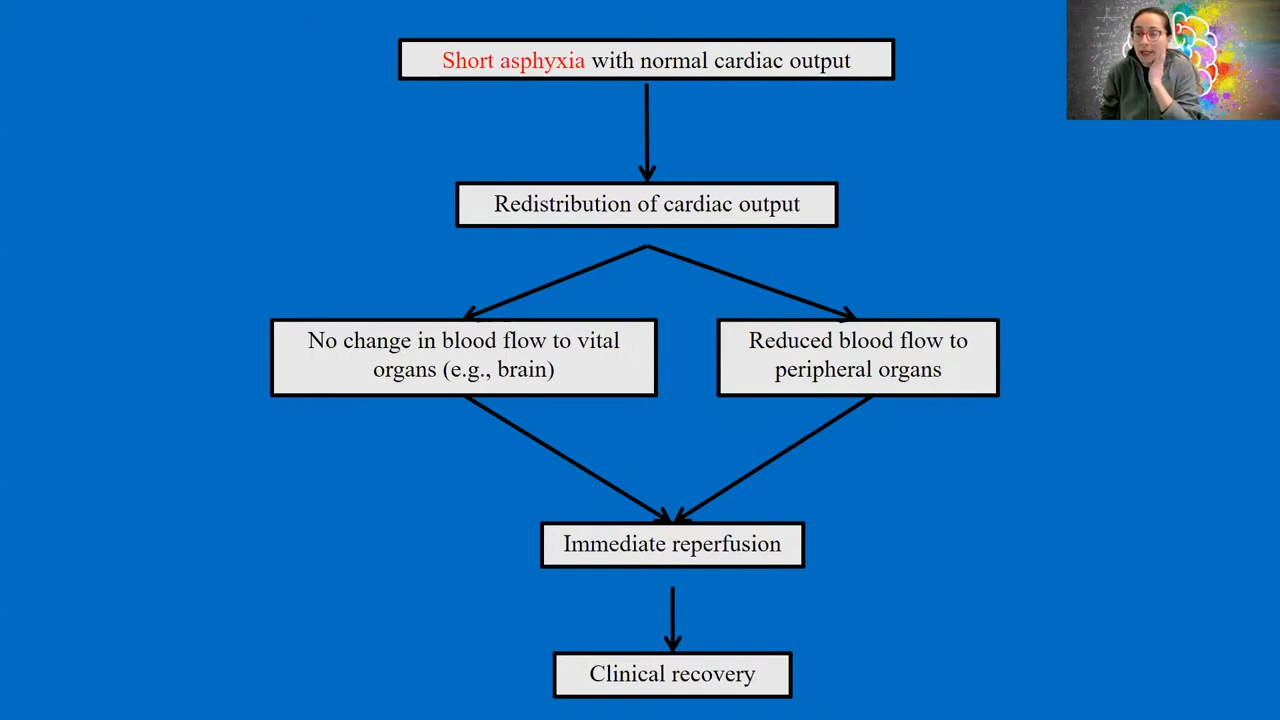 Short asphyxia with normal cardiac output
Redistribution of cardiac output
No change in blood flow to vital
organs (e.g., brain)
Reduced blood flow to
peripheral organs
Immediate reperfusion
Clinical recovery